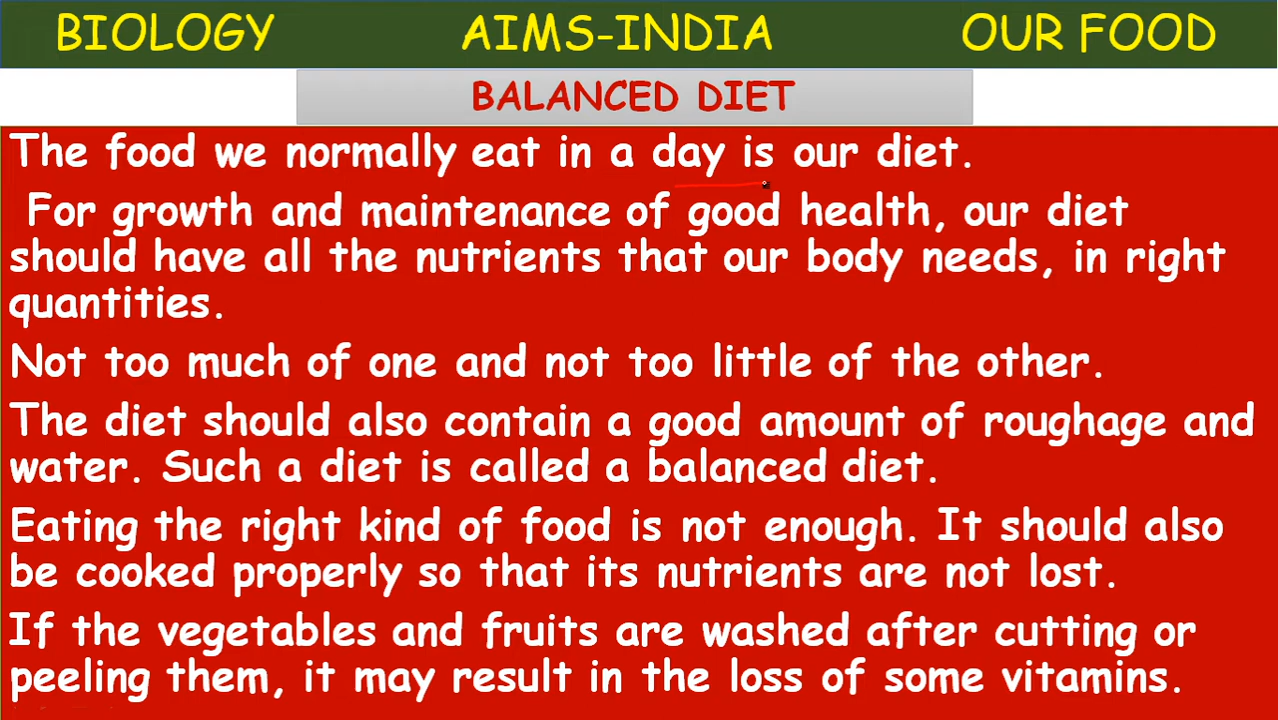 BIOLOGY AIMS-INDIA OUR FOOD
BALANCED DIET
The food we normally eat in a day is our diet.
For growth and maintenance of good health, our diet
should have all the nutrients that our body needs, in right
quantities.
Not too much of one and not too little of the other.
The diet should also contain a good amount of roughage and
water. Such a diet is called a balanced diet.
Eating the right kind of food is not enough. It should also
be cooked properly so that its nutrients are not lost.
If the vegetables and fruits are washed after cutting or
peeling them, it may result in the loss of some vitamins.